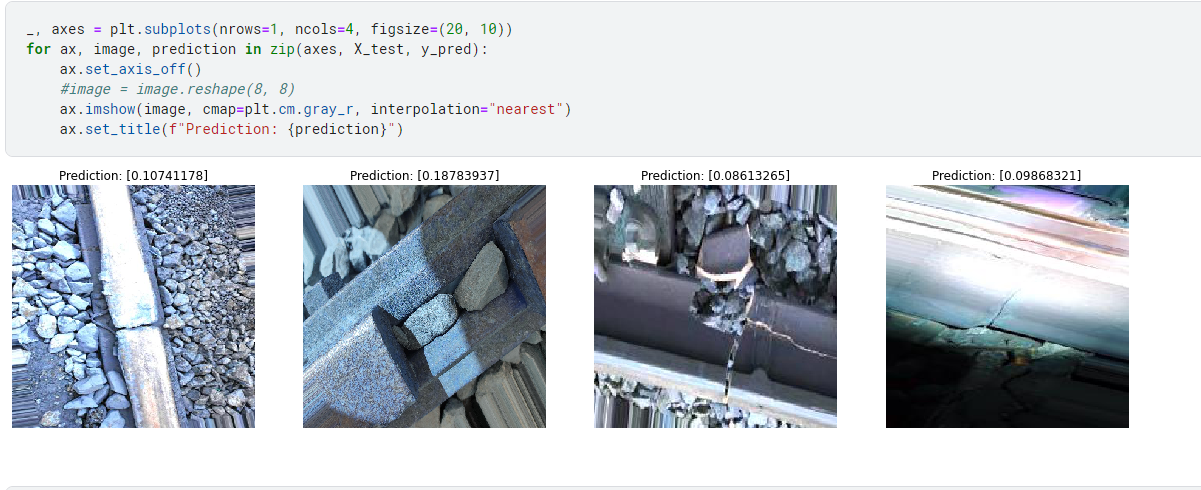 _, axes = plt.subplots(nrows=1, ncols=4, figsize=(20, 10))
for ax, image, prediction in zip(axes, X_test, y_pred):
    ax.set_axis_off()
    #image = image.reshape(8, 8)
    ax.imshow(image, cmap=plt.cm.gray_r, interpolation="nearest")
    ax.set_title(f"Prediction: {prediction}")
Prediction: [0.10741178]
Prediction: [0.18783937]
Prediction: [0.08613265]
Prediction: [0.09868321]